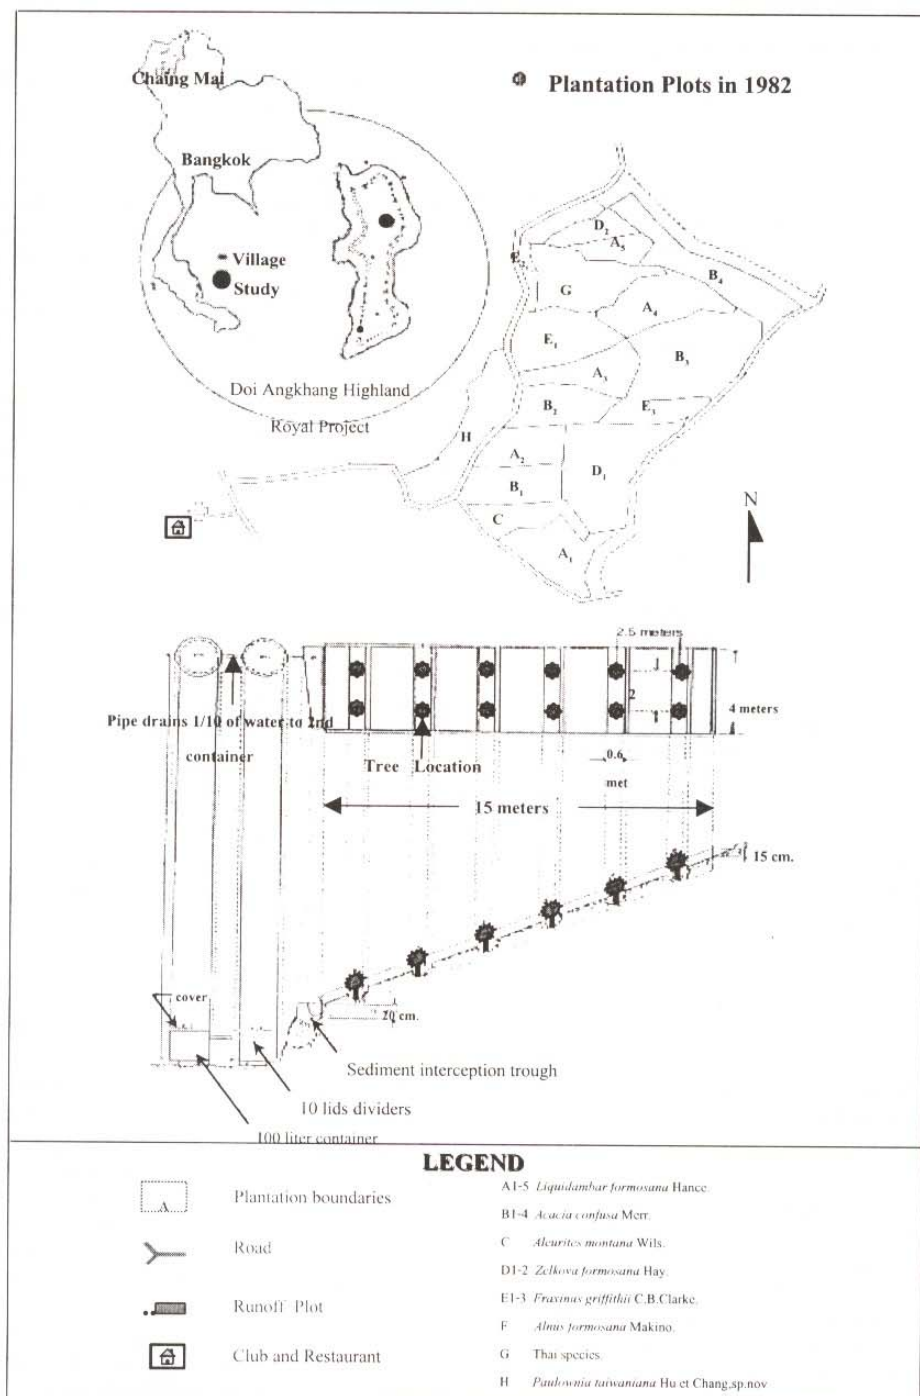 Chaing Mai
Plantation Plots in 1982
Bangkok
Village
Study
Doi Angkhang Highland
Royal Project
D2
A5
E2
B4
G
A4
E1
B3
A3
B2
E3
H
A2
D1
B1
C
A1
N
2.5 meters
1
2
1
4 meters
Pipe drains 1/10 of water to 2nd
container
Tree Location
0.6
met
15 meters
15 cm.
cover
20 cm.
Sediment interception trough
10 lids dividers
100 liter container
LEGEND
A
Plantation boundaries
Road
Runoff Plot
Club and Restaurant
A1-5 Liquidambar formosana Hance.
B1-4 Acacia confusa Merr.
C Aleurites montana Wils.
D1-2 Zelkova formosana Hay.
E1-3 Fraxinus griffithii C.B.Clarke.
F Alnus formosana Makino.
G Thai species.
H Paulownia taiwaniana Hu et Chang,sp.nov